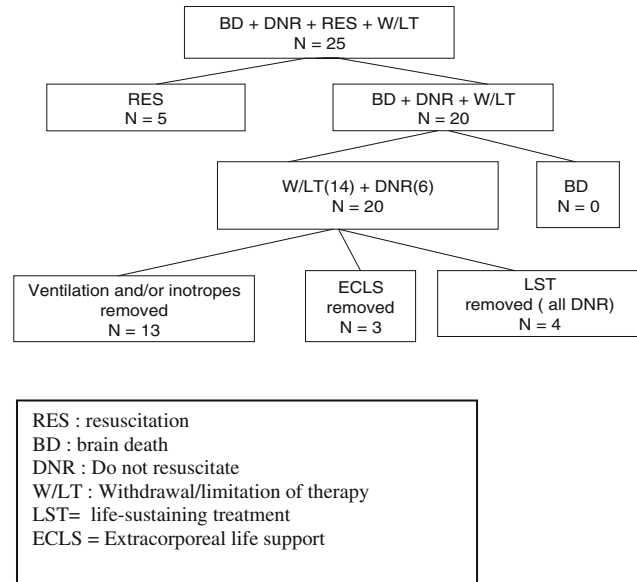 BD + DNR + RES + W/LT
N = 25
RES
N = 5
BD + DNR + W/LT
N = 20
W/LT(14) + DNR(6)
N = 20
BD
N = 0
Ventilation and/or inotropes
removed
N = 13
ECLS
removed
N = 3
LST
removed ( all DNR)
N = 4
RES : resuscitation
BD : brain death
DNR : Do not resuscitate
W/LT : Withdrawal/limitation of therapy
LST= life-sustaining treatment
ECLS = Extracorporeal life support